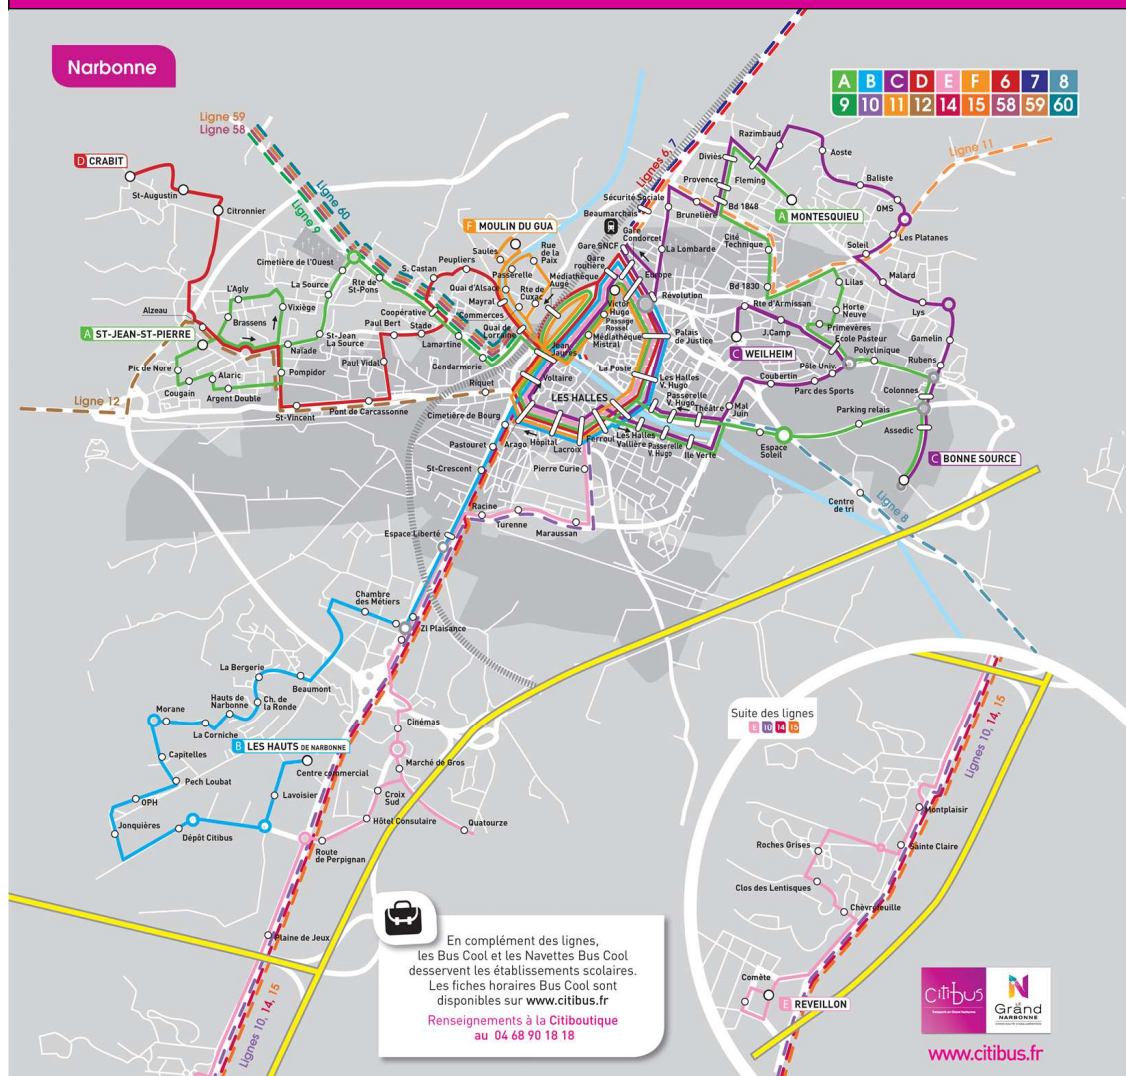 Narbonne
A B C D E F 6 7 8
9 10 11 12 14 15 58 59 60
Ligne 59
Ligne 58
Ligne 60
Ligne 9
Lignes 6, 7
Ligne 11
D CRABIT
St-Augustin
Citronnier
Cimetière de l'Ouest
La Source
Rte de
St-Pons
S. Castan
Peupliers
F MOULIN DU GUA
Saules
Rue
de la
Paix
Passerelle
Quai d'Alsace
Rte de
Cuxac
Mayral
Médiathèque
Augé
Commerces
Quai de
Lorraine
Coopérative
Stade
Paul Bert
Lamartine
Gendarmerie
Paul Vidal
Riquet
Alzeau
L'Agly
Vixiège
Brassens
St-Jean
La Source
Naïade
A ST-JEAN-ST-PIERRE
Pic de Nore
Alaric
Cougain
Argent Double
Pompidor
St-Vincent
Pont de Carcassonne
Ligne 12
Razimbaud
Aoste
Diviès
Provence
Fleming
Baliste
OMS
Sécurité Sociale
Beaumarchais
Brunelière
Bd 1848
A MONTESQUIEU
Les Platanes
Gare
Condorcet
Gare SNCF
Gare
routière
La Lombarde
Cité
Technique
Soleil
Europe
Malard
Révolution
Bd 1830
Lilas
Lys
Victor
Hugo
Passage
Rossel
Médiathèque
Mistral
Rte d'Armissan
Horte
Neuve
Palais
de Justice
J.Camp
Primevères
Ecole Pasteur
Gamelin
C WEILHEIM
Polyclinique
Jean
Jaurès
La Poste
Pôle Univ.
Rubens
Voltaire
Les Halles
V. Hugo
Coubertin
Parc des Sports
Colonnes
LES HALLES
Passerelle
V. Hugo
Théâtre
Mal
Juin
Parking relais
Cimetière de Bourg
Assedic
Arago
Hôpital
Lacroix
Ferroul
Les Halles
Vallière
Passerelle
V. Hugo
Ile Verte
Espace
Soleil
C BONNE SOURCE
Pastouret
St-Crescent
Pierre Curie
Centre
de tri
Ligne 8
Racine
Turenne
Maraussan
Espace Liberté
Chambre
des Métiers
ZI Plaisance
La Bergerie
Beaumont
Hauts de
Narbonne
Ch. de
la Ronde
Morane
La Corniche
B LES HAUTS DE NARBONNE
Capitelles
Centre commercial
Pech Loubat
Lavoisier
OPH
Jonquières
Dépôt Citibus
Cinémas
Marché de Gros
Croix
Sud
Hôtel Consulaire
Quatourze
Route
de Perpignan
Plaine de Jeux
Lignes 10, 14, 15
Suite des lignes
E 10 14 15
Lignes 10, 14, 15
Montplaisir
Roches Grises
Sainte Claire
Clos des Lentisques
Chèvrefeuille
Comète
E REVEILLON
En complément des lignes,
les Bus Cool et les Navettes Bus Cool
desservent les établissements scolaires.
Les fiches horaires Bus Cool sont
disponibles sur www.citibus.fr
Renseignements à la Citiboutique
au 04 68 90 18 18
Citibus
LE
Grand
NARBONNE
www.citibus.fr